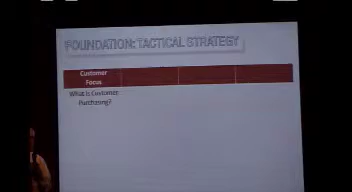 FOUNDATION: TACTICAL STRATEGY
Customer
Focus
What Is Customer
Purchasing?